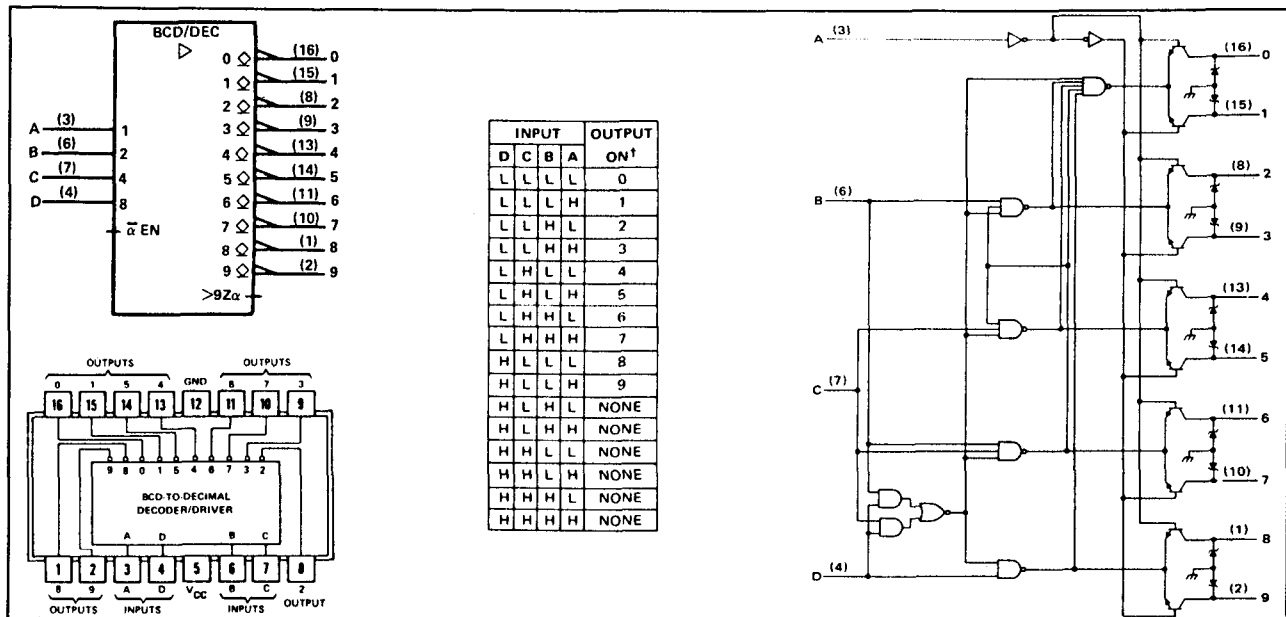 BCD/DEC
0 (16) 0
1 (15) 1
2 (8) 2
3 (9) 3
A (3) 1
B (6) 2
C (7) 4
D (4) 8
4 (13) 4
5 (14) 5
6 (11) 6
7 (10) 7
8 (1) 8
9 (2) 9
α EN
>9Zα
OUTPUTS OUTPUTS
0 1 5 4 GND 6 7 3
16 15 14 13 12 11 10 9
9 8 0 1 5 4 6 7 3 2
BCD-TO-DECIMAL
DECODER/DRIVER
A D B C
1 2 3 4 5 6 7 8
8 9 A D VCC B C 2
OUTPUTS INPUTS INPUTS OUTPUT
INPUT OUTPUT
D C B A ON†
L L L L 0
L L L H 1
L L H L 2
L L H H 3
L H L L 4
L H L H 5
L H H L 6
L H H H 7
H L L L 8
H L L H 9
H L H L NONE
H L H H NONE
H H L L NONE
H H L H NONE
H H H L NONE
H H H H NONE
A (3)
B (6)
C (7)
D (4)
(16) 0
(15) 1
(8) 2
(9) 3
(13) 4
(14) 5
(11) 6
(10) 7
(1) 8
(2) 9